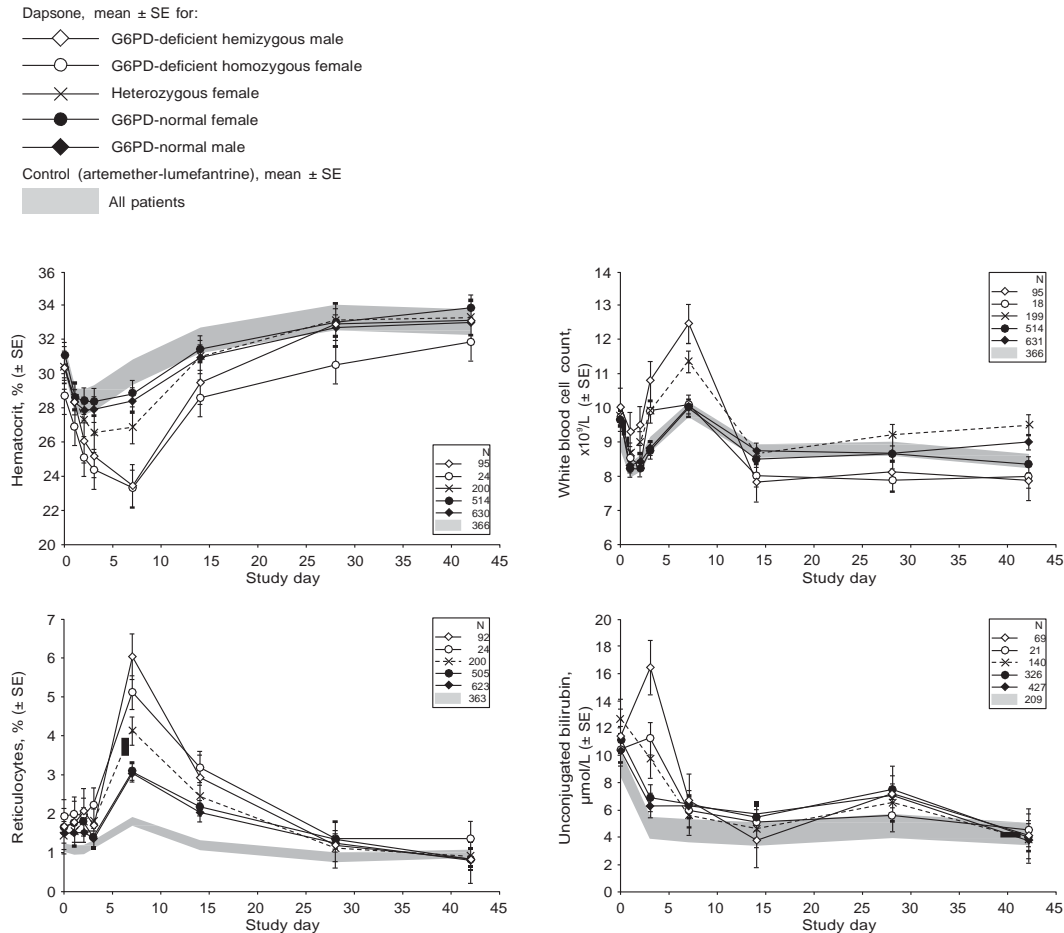 Dapsone, mean ± SE for:
G6PD-deficient hemizygous male
G6PD-deficient homozygous female
Heterozygous female
G6PD-normal female
G6PD-normal male
Control (artemether-lumefantrine), mean ± SE
All patients
Hematocrit, % (± SE)
36
34
32
30
28
26
24
22
20
0 5 10 15 20 25 30 35 40 45
Study day
N
95
24
200
514
630
366
White blood cell count,
x10⁹/L (± SE)
14
13
12
11
10
9
8
7
6
0 5 10 15 20 25 30 35 40 45
Study day
N
95
18
199
514
631
366
Reticulocytes, % (± SE)
7
6
5
4
3
2
1
0
0 5 10 15 20 25 30 35 40 45
Study day
N
92
24
200
505
623
363
Unconjugated bilirubin,
µmol/L (± SE)
20
18
16
14
12
10
8
6
4
2
0
0 5 10 15 20 25 30 35 40 45
Study day
N
69
21
140
326
427
209